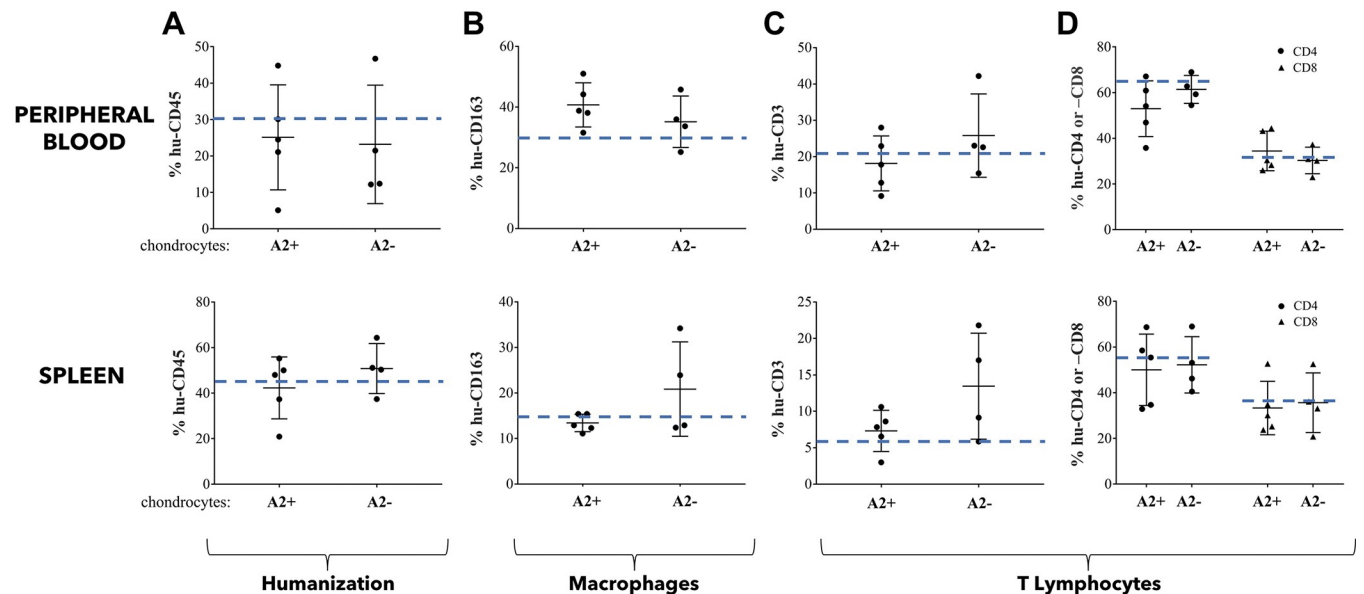 A
B
C
D
PERIPHERAL
BLOOD
% hu-CD45
50
40
30
20
10
0
chondrocytes: A2+ A2-
% hu-CD163
60
40
20
0
A2+ A2-
% hu-CD3
50
40
30
20
10
0
A2+ A2-
% hu-CD4 or –CD8
80
60
40
20
0
CD4
CD8
A2+ A2- A2+ A2-
SPLEEN
% hu-CD45
80
60
40
20
0
chondrocytes: A2+ A2-
% hu-CD163
40
30
20
10
0
A2+ A2-
% hu-CD3
25
20
15
10
5
0
A2+ A2-
% hu-CD4 or –CD8
80
60
40
20
0
CD4
CD8
A2+ A2- A2+ A2-
Humanization
Macrophages
T Lymphocytes